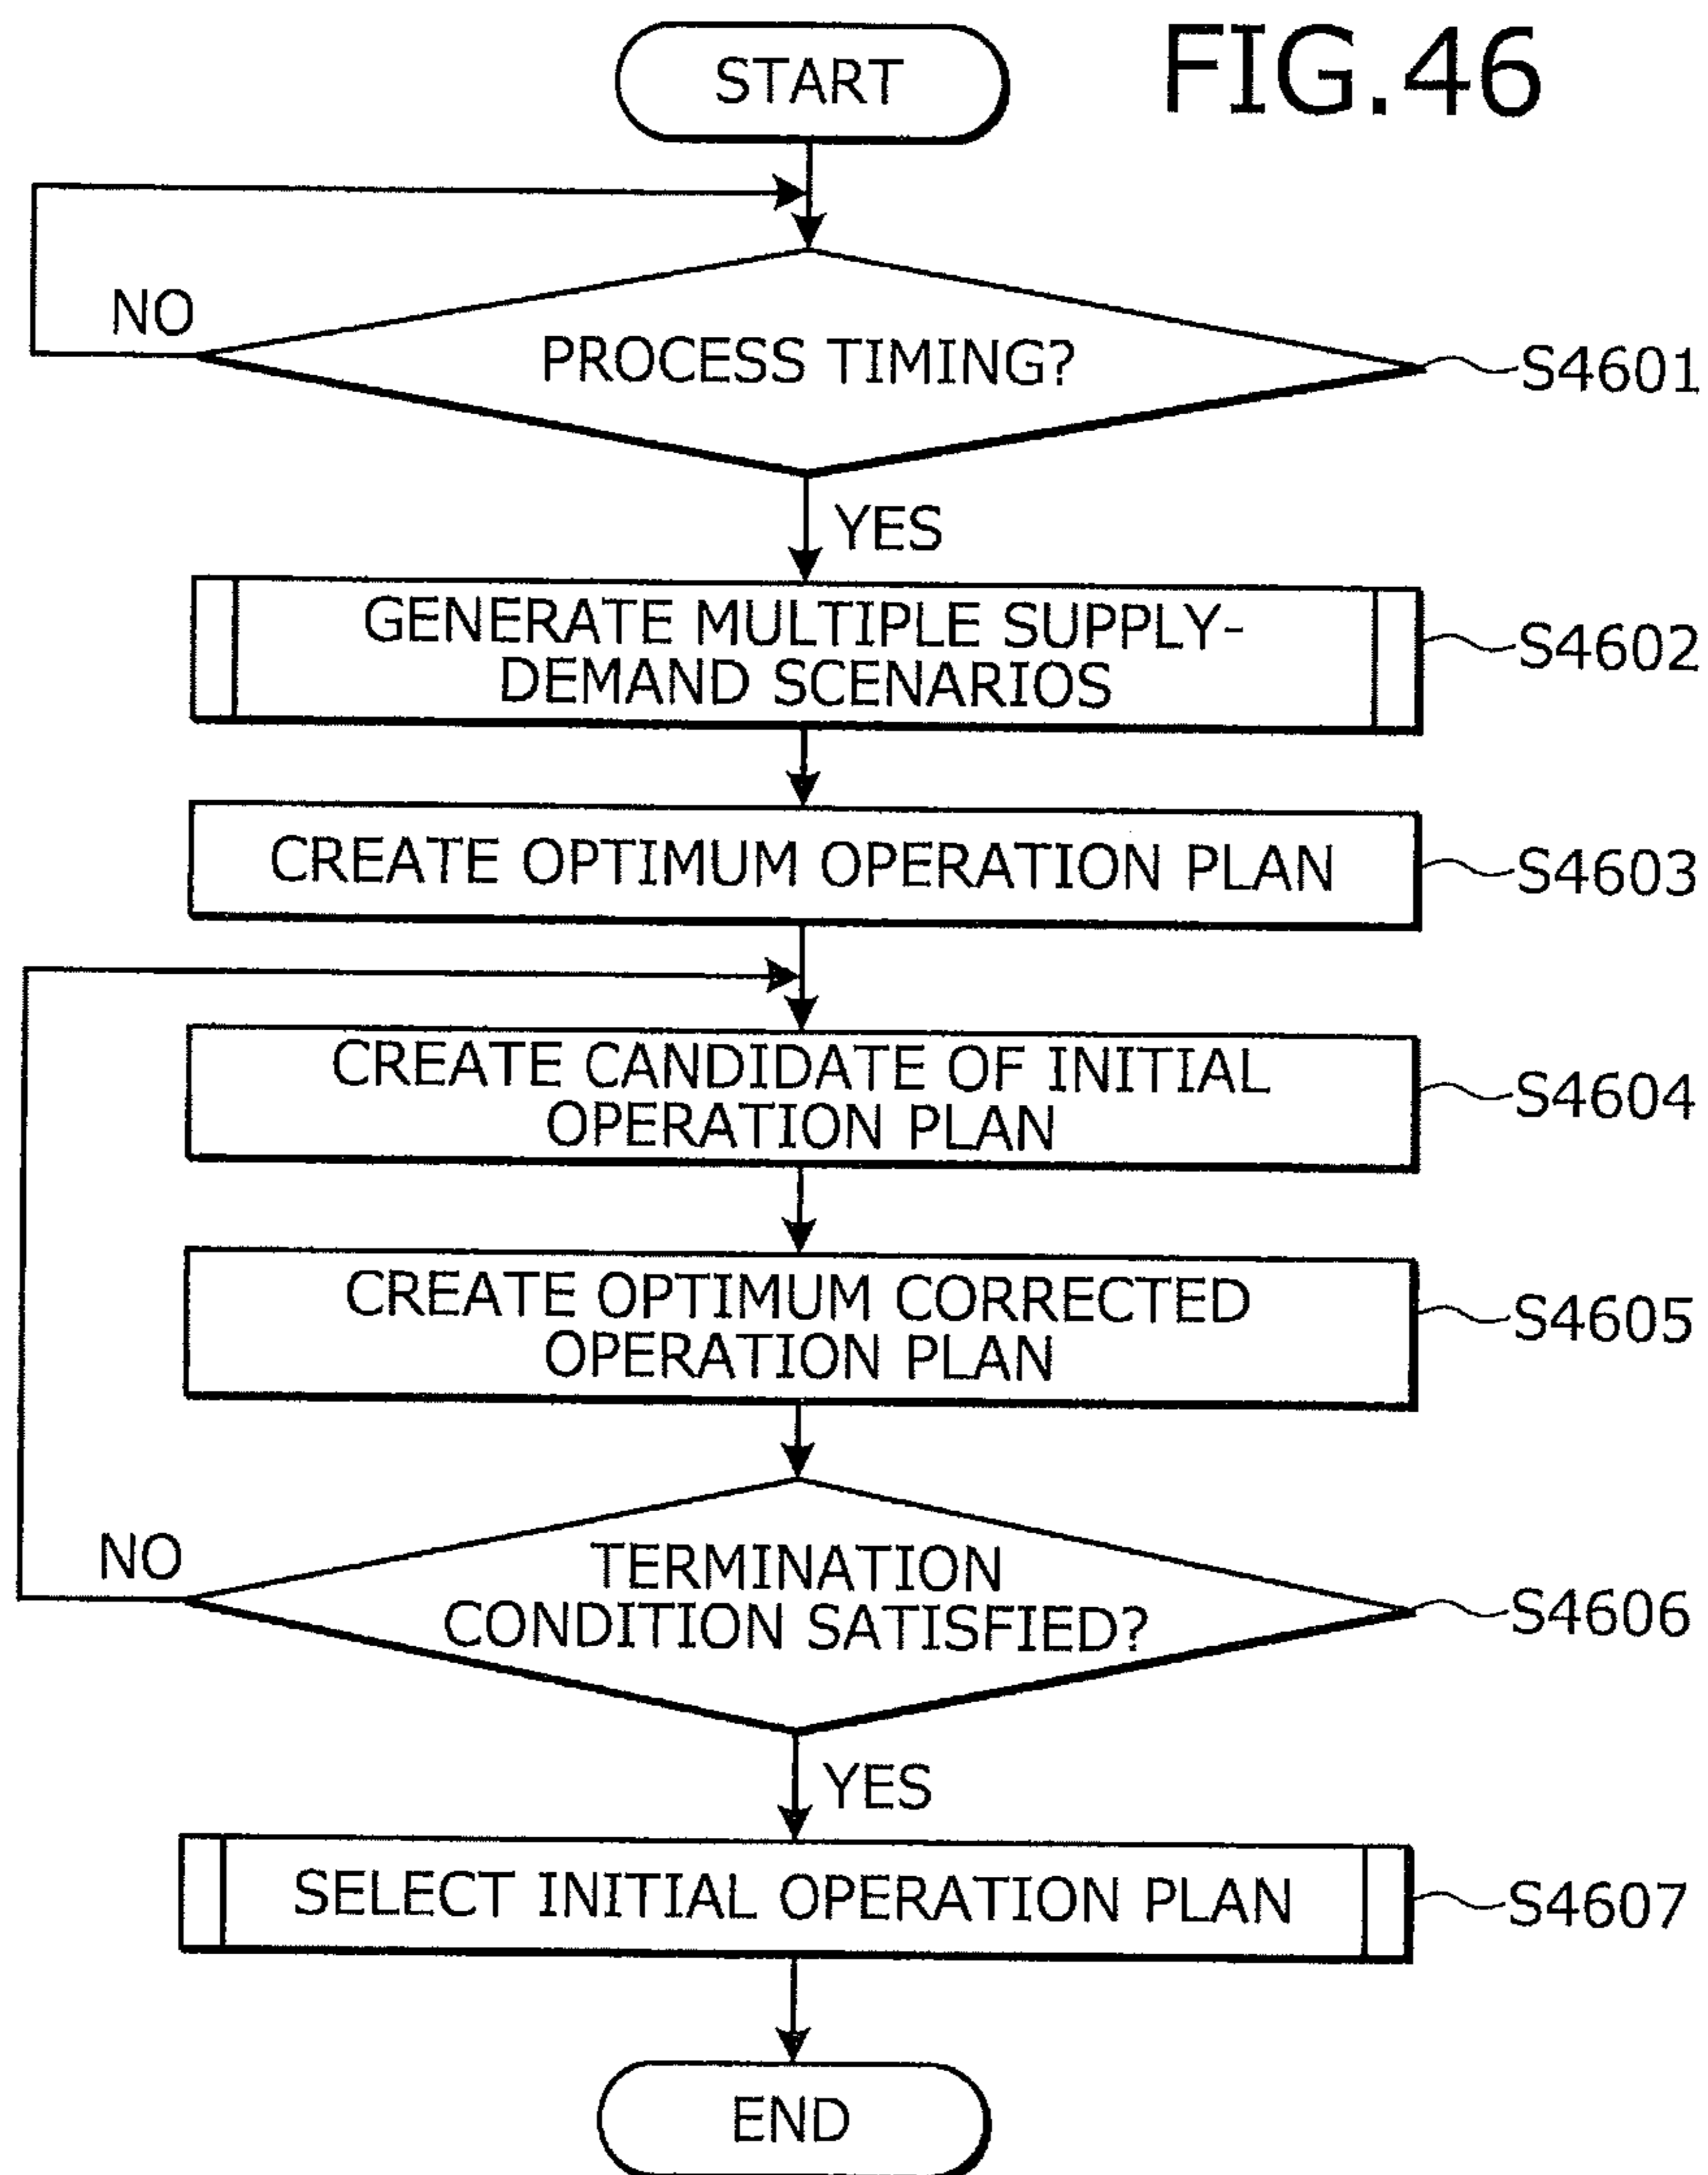 FIG.46
START
NO
PROCESS TIMING?
S4601
YES
GENERATE MULTIPLE SUPPLY-
DEMAND SCENARIOS
S4602
CREATE OPTIMUM OPERATION PLAN
S4603
CREATE CANDIDATE OF INITIAL
OPERATION PLAN
S4604
CREATE OPTIMUM CORRECTED
OPERATION PLAN
S4605
NO
TERMINATION
CONDITION SATISFIED?
S4606
YES
SELECT INITIAL OPERATION PLAN
S4607
END